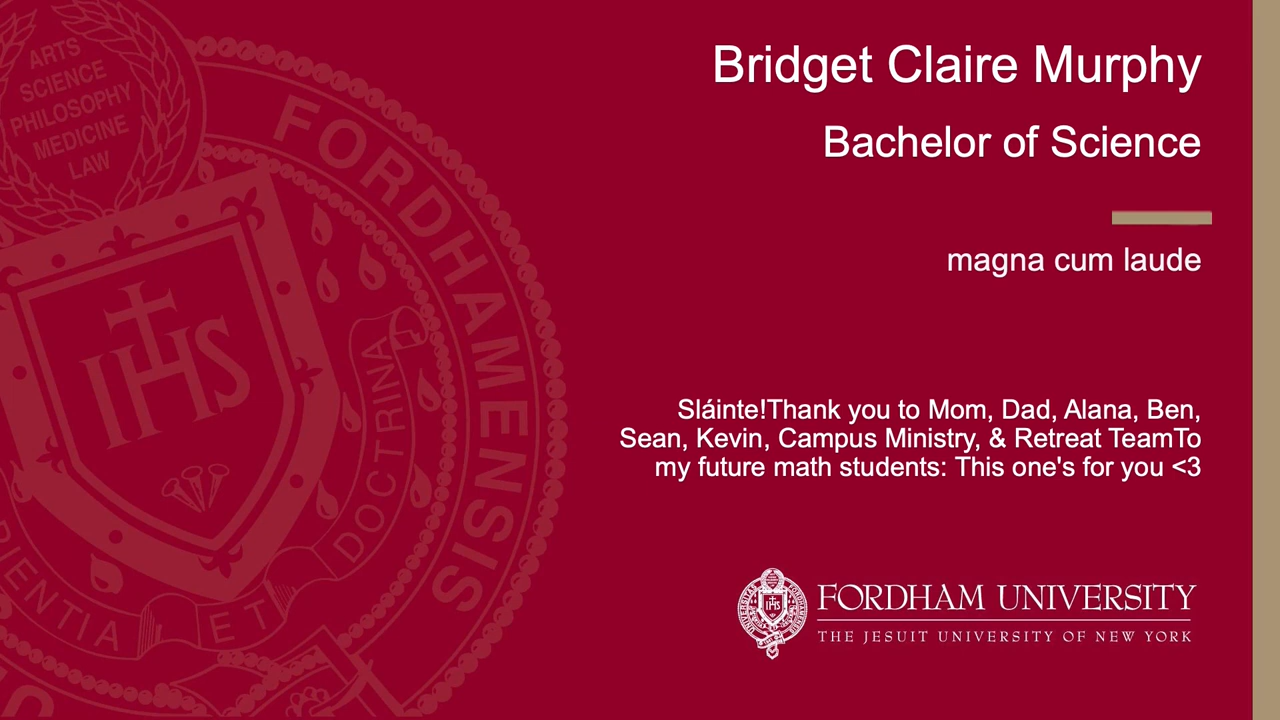 ARTS
SCIENCE
PHILOSOPHY
MEDICINE
LAW
FORDHAMENSIS
IHS
DOCTRINA
ET
Bridget Claire Murphy
Bachelor of Science
magna cum laude
Sláinte!Thank you to Mom, Dad, Alana, Ben,
Sean, Kevin, Campus Ministry, & Retreat TeamTo
my future math students: This one's for you <3
FORDHAM UNIVERSITY
THE JESUIT UNIVERSITY OF NEW YORK